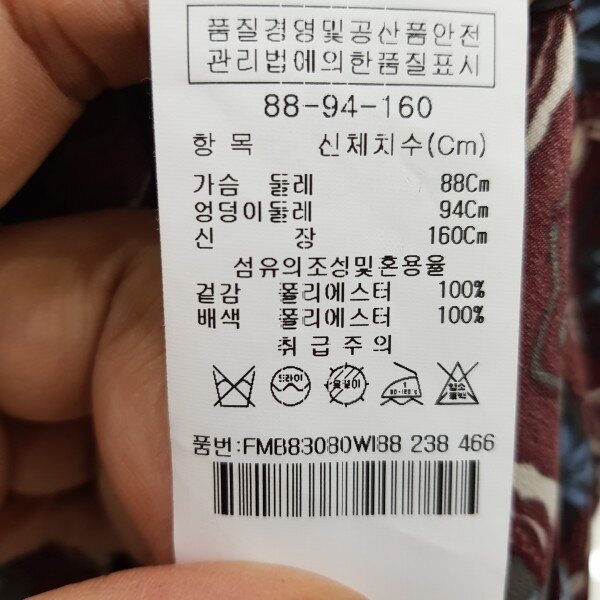 품질경영및공산품안전
관리법에의한품질표시
88-94-160
항 목 신체치수(Cm)
가슴 둘레 88Cm
엉덩이둘레 94Cm
신 장 160Cm
섬유의조성및혼용율
겉감 폴리에스터 100%
배색 폴리에스터 100%
취급주의
드라이
품번:FMB83080WI88 238 466